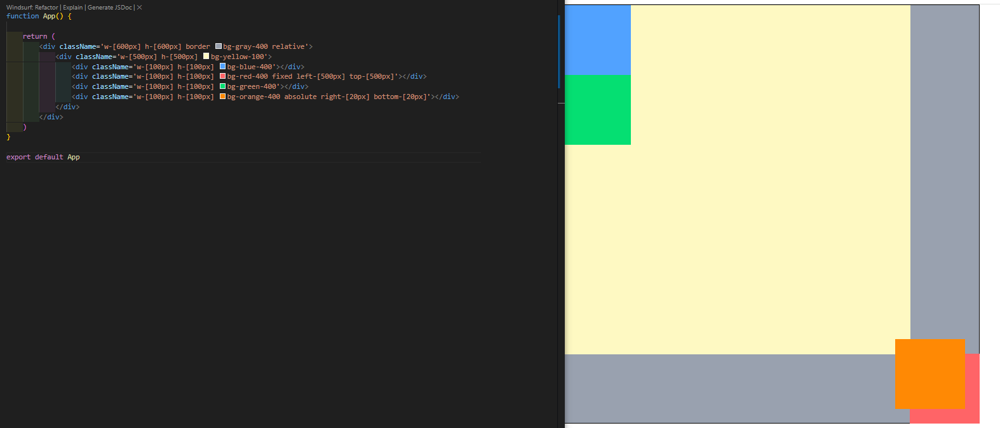 Windsurf: Refactor | Explain | Generate JSDoc | ×
function App() {
return (
<div className='w-[600px] h-[600px] border bg-gray-400 relative'>
<div className='w-[500px] h-[500px] bg-yellow-100'>
<div className='w-[100px] h-[100px] bg-blue-400'></div>
<div className='w-[100px] h-[100px] bg-red-400 fixed left-[500px] top-[500px]'></div>
<div className='w-[100px] h-[100px] bg-green-400'></div>
<div className='w-[100px] h-[100px] bg-orange-400 absolute right-[20px] bottom-[20px]'></div>
</div>
</div>
)
}
export default App